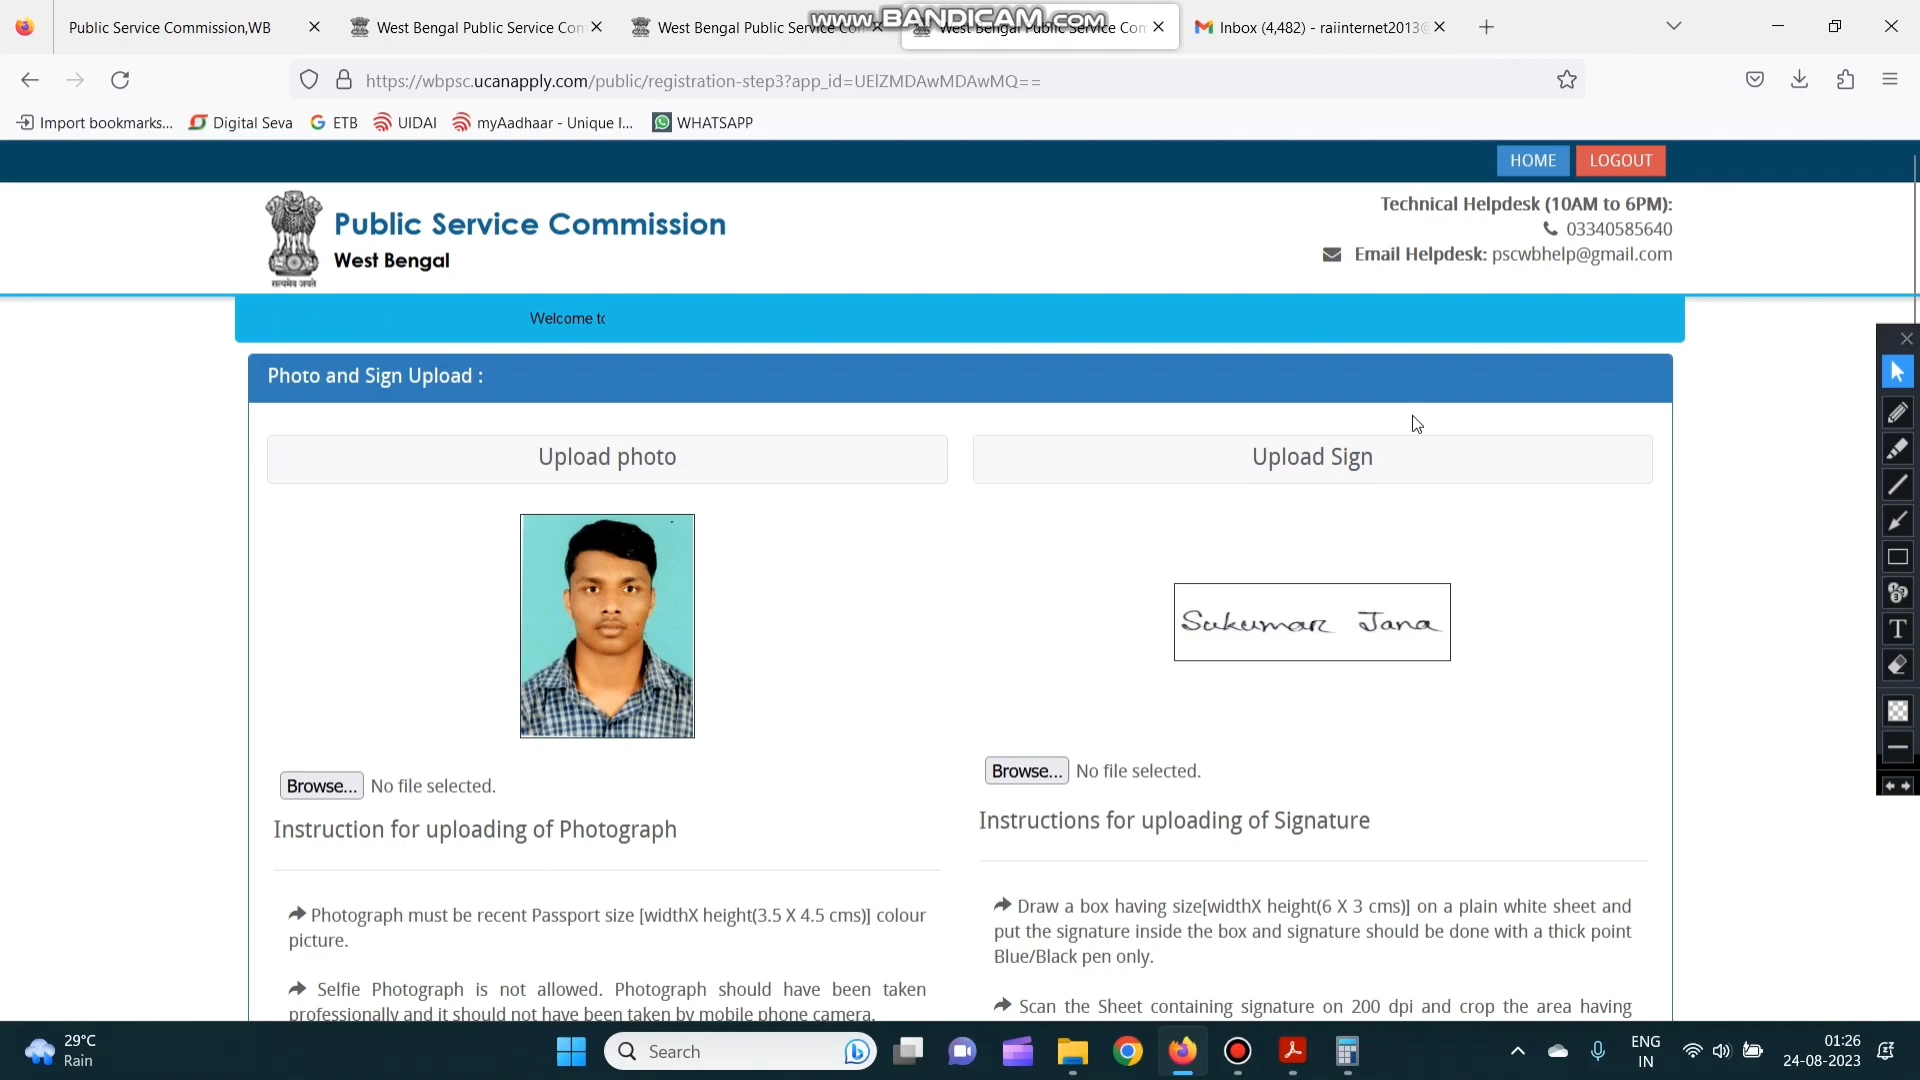 www.BANDICAM.com
Public Service Commission,WB
West Bengal Public Service Con
West Bengal Public Service Co
West Bengal Public Service Con
Inbox (4,482) - raiinternet2013@
https://wbpsc.ucanapply.com/public/registration-step3?app_id=UElZMDAwMDAwMQ==
Import bookmarks... Digital Seva ETB UIDAI myAadhaar - Unique I... WHATSAPP
HOME LOGOUT
Public Service Commission
West Bengal
सत्यमेव जयते
Technical Helpdesk (10AM to 6PM):
03340585640
Email Helpdesk: pscwbhelp@gmail.com
Welcome to
Photo and Sign Upload :
Upload photo
Browse... No file selected.
Instruction for uploading of Photograph
Photograph must be recent Passport size [widthX height(3.5 X 4.5 cms)] colour
picture.
Selfie Photograph is not allowed. Photograph should have been taken
professionally and it should not have been taken by mobile phone camera.
Upload Sign
Sukumar Jana
Browse... No file selected.
Instructions for uploading of Signature
Draw a box having size[widthX height(6 X 3 cms)] on a plain white sheet and
put the signature inside the box and signature should be done with a thick point
Blue/Black pen only.
Scan the Sheet containing signature on 200 dpi and crop the area having
T
29°C
Rain
Search
ENG
IN
01:26
24-08-2023